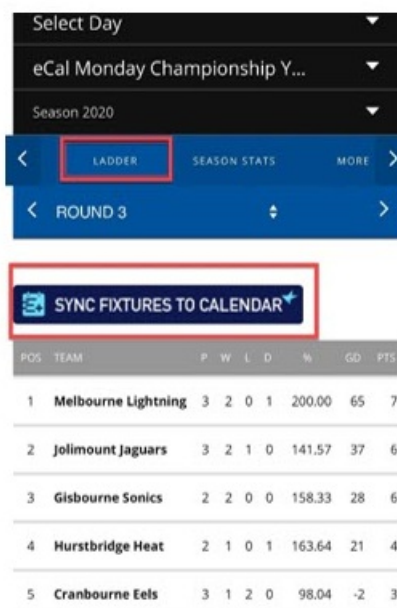 Select Day
eCal Monday Championship Y...
Season 2020
LADDER SEASON STATS MORE
ROUND 3
SYNC FIXTURES TO CALENDAR
POS TEAM P W L D % GD PTS
1 Melbourne Lightning 3 2 0 1 200.00 65 7
2 Jolimount Jaguars 3 2 1 0 141.57 37 6
3 Gisbourne Sonics 2 2 0 0 158.33 28 6
4 Hurstbridge Heat 2 1 0 1 163.64 21 4
5 Cranbourne Eels 3 1 2 0 98.04 -2 3